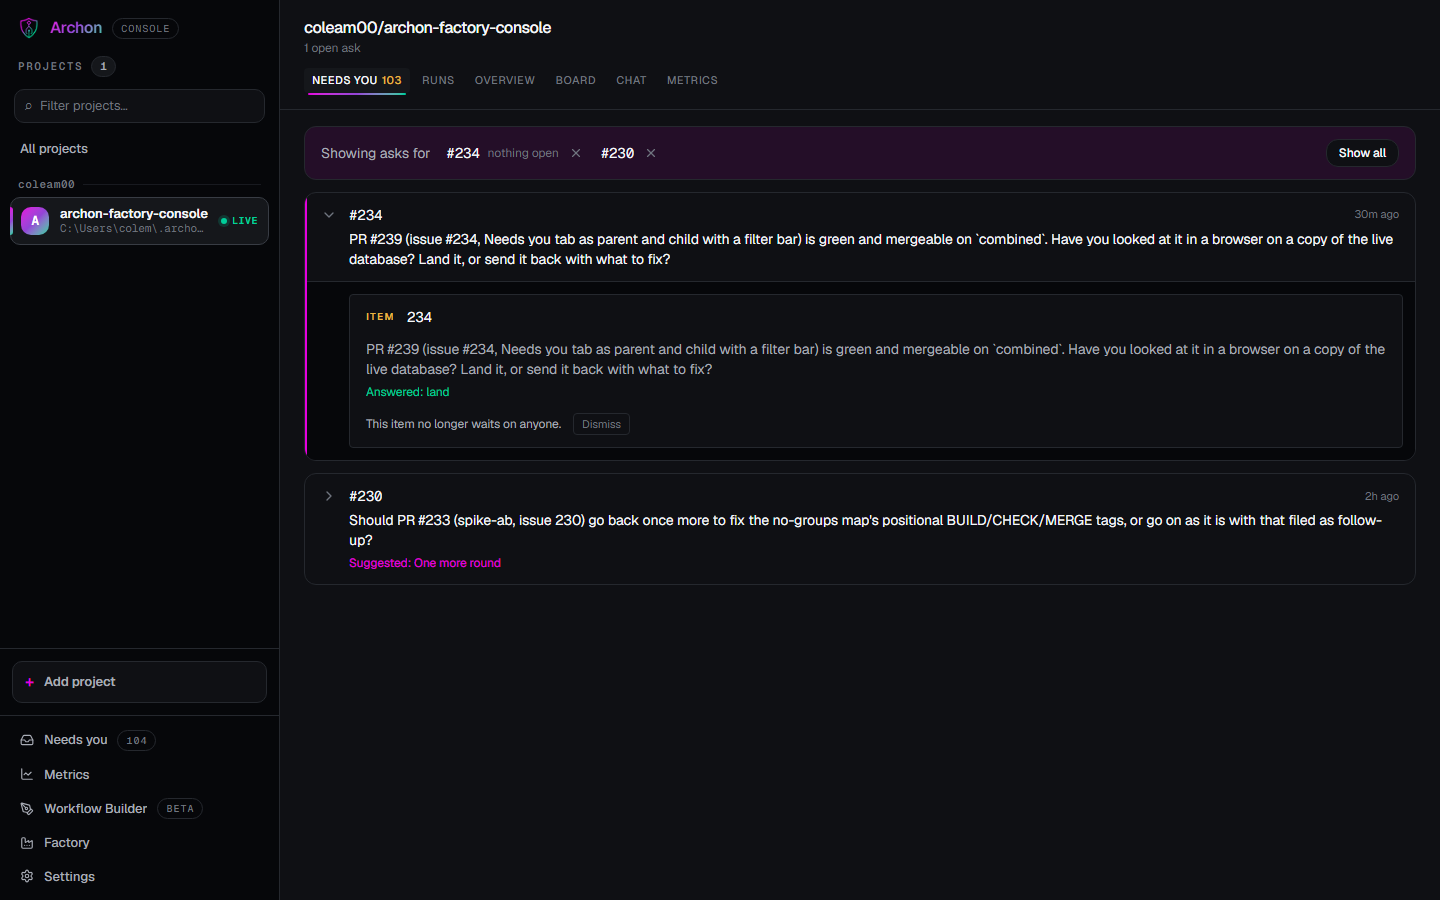 Archon CONSOLE
PROJECTS 1
Filter projects...
All projects
coleam00
A
archon-factory-console
C:\Users\colem\.archo...
LIVE
Add project
Needs you 104
Metrics
Workflow Builder BETA
Factory
Settings
coleam00/archon-factory-console
1 open ask
NEEDS YOU 103 RUNS OVERVIEW BOARD CHAT METRICS
Showing asks for #234 nothing open × #230 × Show all
#234 30m ago
PR #239 (issue #234, Needs you tab as parent and child with a filter bar) is green and mergeable on `combined`. Have you looked at it in a browser on a copy of the live
database? Land it, or send it back with what to fix?
ITEM 234
PR #239 (issue #234, Needs you tab as parent and child with a filter bar) is green and mergeable on `combined`. Have you looked at it in a browser on a copy of the
live database? Land it, or send it back with what to fix?
Answered: land
This item no longer waits on anyone. Dismiss
#230 2h ago
Should PR #233 (spike-ab, issue 230) go back once more to fix the no-groups map's positional BUILD/CHECK/MERGE tags, or go on as it is with that filed as follow-
up?
Suggested: One more round